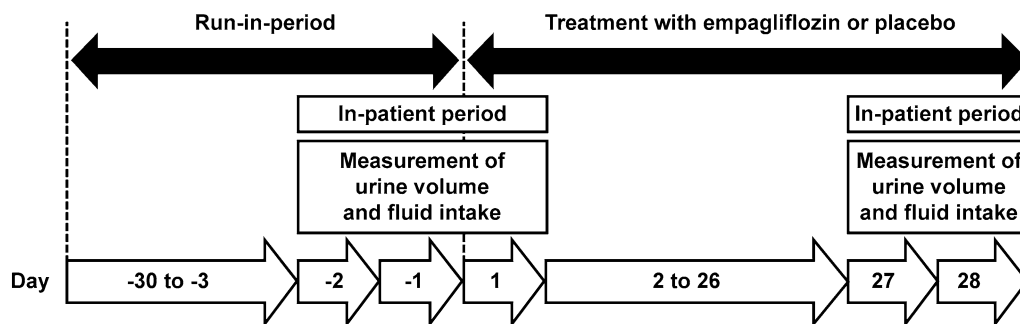 Run-in-period
Treatment with empagliflozin or placebo
In-patient period
In-patient period
Measurement of
urine volume
and fluid intake
Measurement of
urine volume
and fluid intake
Day
-30 to -3
-2
-1
1
2 to 26
27
28